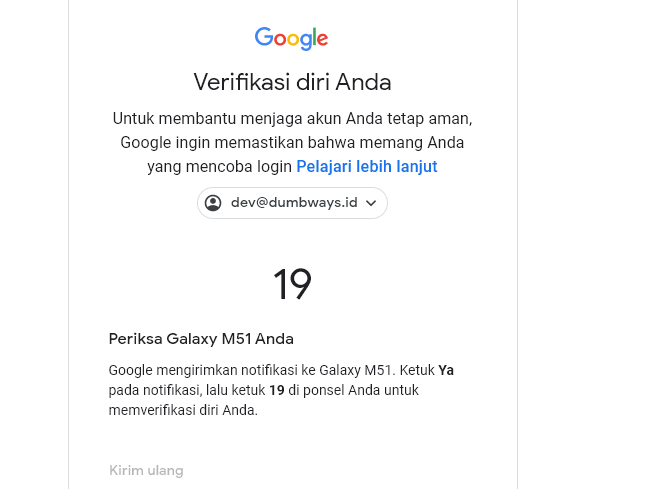 Google
Verifikasi diri Anda
Untuk membantu menjaga akun Anda tetap aman,
Google ingin memastikan bahwa memang Anda
yang mencoba login Pelajari lebih lanjut
dev@dumbways.id
19
Periksa Galaxy M51 Anda
Google mengirimkan notifikasi ke Galaxy M51. Ketuk Ya
pada notifikasi, lalu ketuk 19 di ponsel Anda untuk
memverifikasi diri Anda.
Kirim ulang